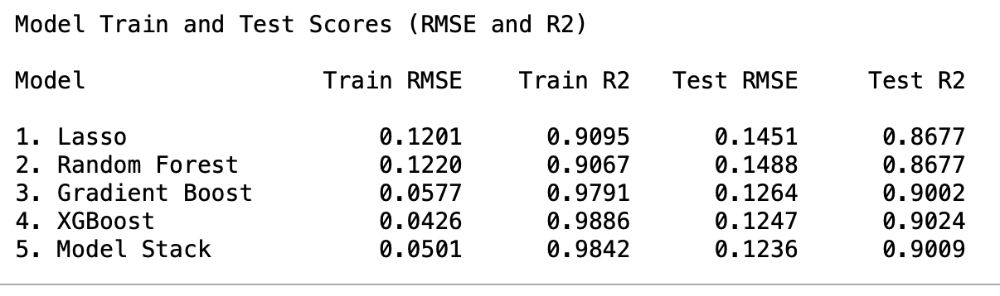 Model Train and Test Scores (RMSE and R2)
Model Train RMSE Train R2 Test RMSE Test R2
1. Lasso 0.1201 0.9095 0.1451 0.8677
2. Random Forest 0.1220 0.9067 0.1488 0.8677
3. Gradient Boost 0.0577 0.9791 0.1264 0.9002
4. XGBoost 0.0426 0.9886 0.1247 0.9024
5. Model Stack 0.0501 0.9842 0.1236 0.9009